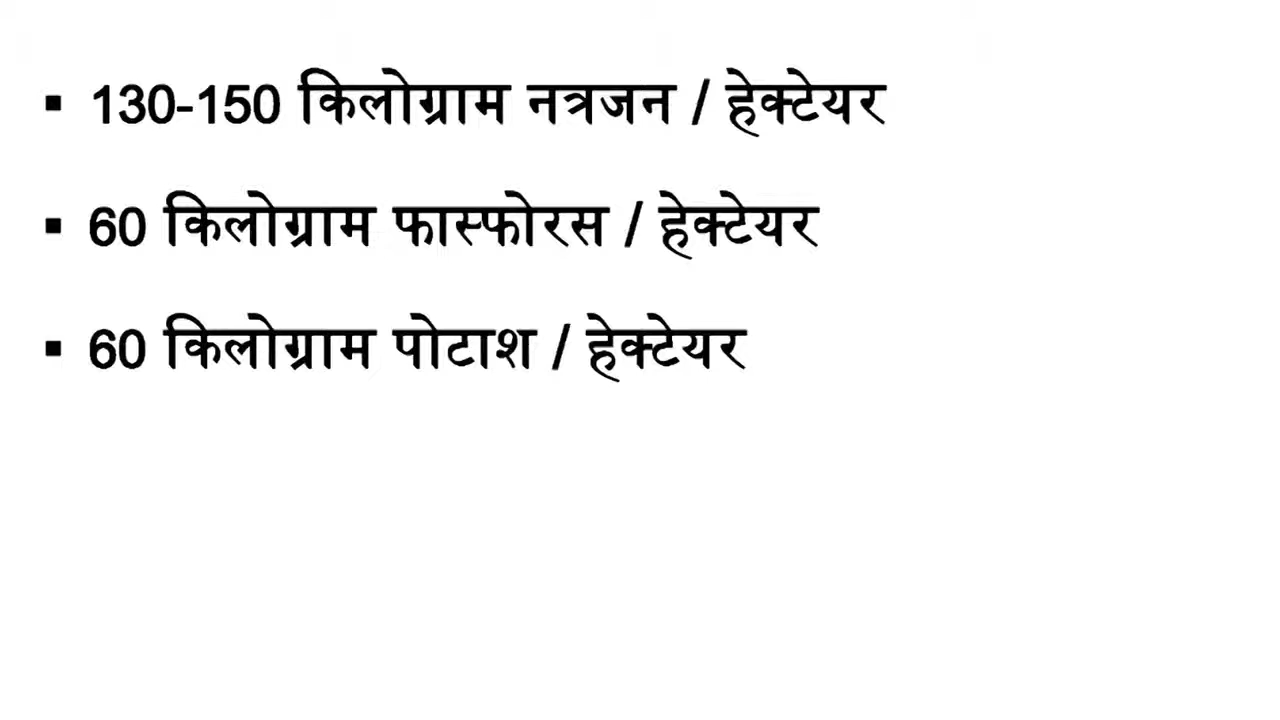 ▪ 130-150 किलोग्राम नत्रजन / हेक्टेयर
▪ 60 किलोग्राम फास्फोरस / हेक्टेयर
▪ 60 किलोग्राम पोटाश / हेक्टेयर